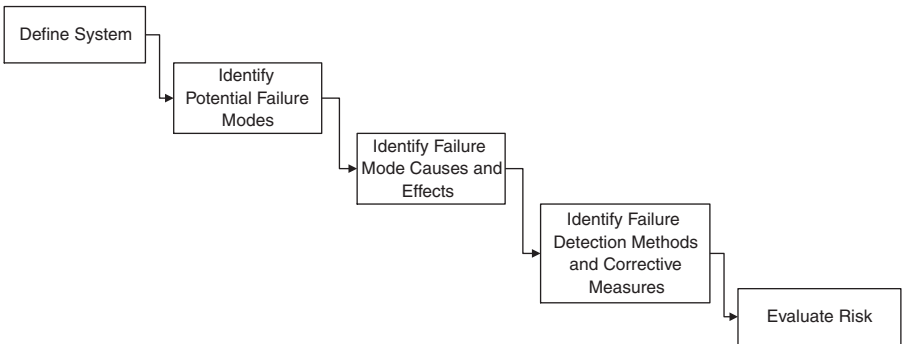 Define System
Identify
Potential Failure
Modes
Identify Failure
Mode Causes and
Effects
Identify Failure
Detection Methods
and Corrective
Measures
Evaluate Risk